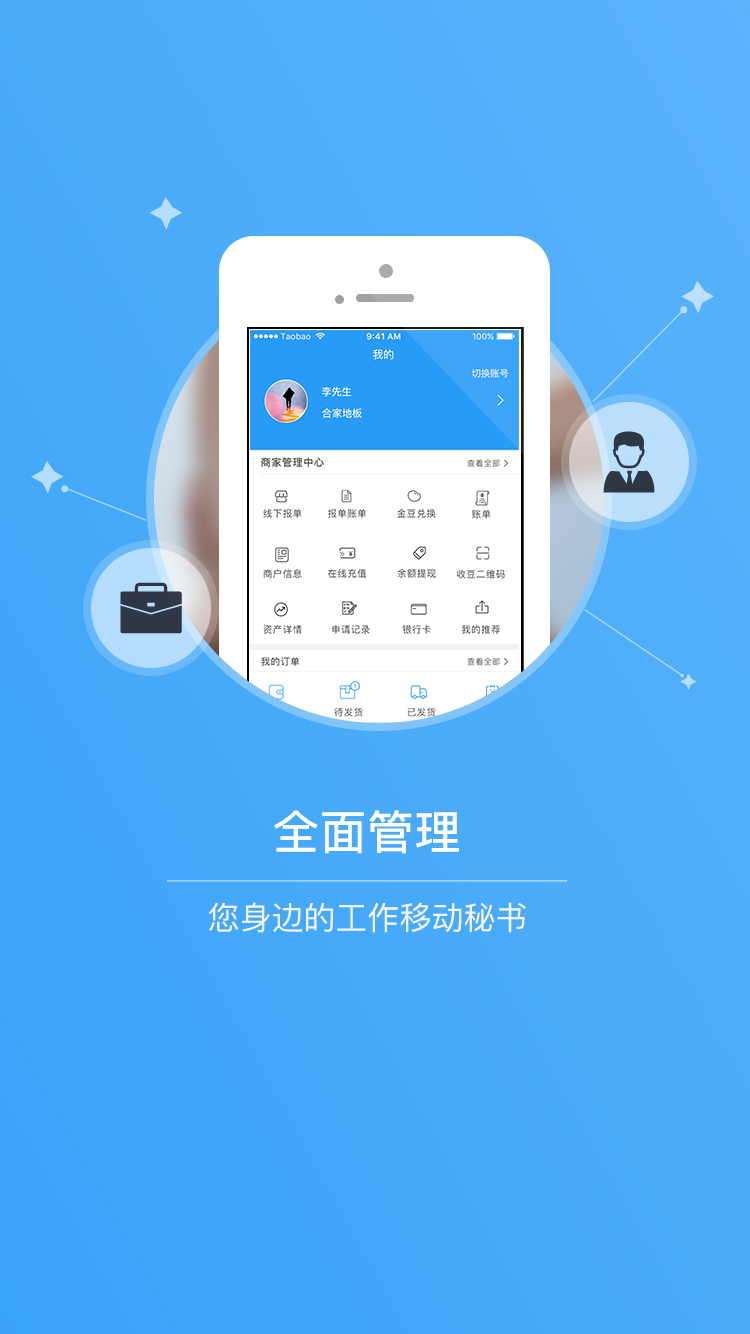 Taobao 9:41 AM 100%
我的
切换账号
李先生
合家地板
商家管理中心 查看全部
线下报单 报单账单 金豆兑换 账单
商户信息 在线充值 余额提现 收豆二维码
资产详情 申请记录 银行卡 我的推荐
我的订单 查看全部
1
待发货 已发货
全面管理
您身边的工作移动秘书